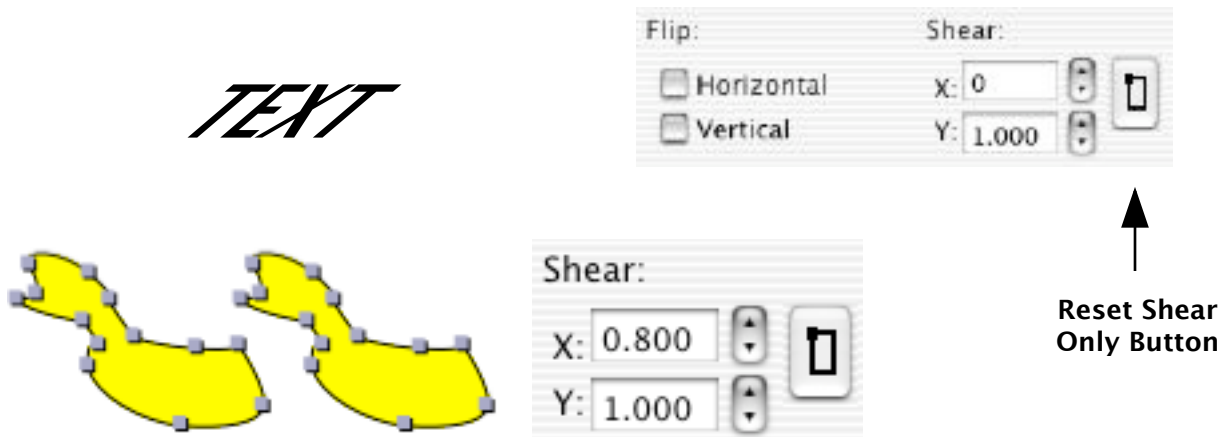 Flip:
Shear:
Horizontal
X: 0
Vertical
Y: 1.000
TEXT
Shear:
X: 0.800
Y: 1.000
Reset Shear
Only Button